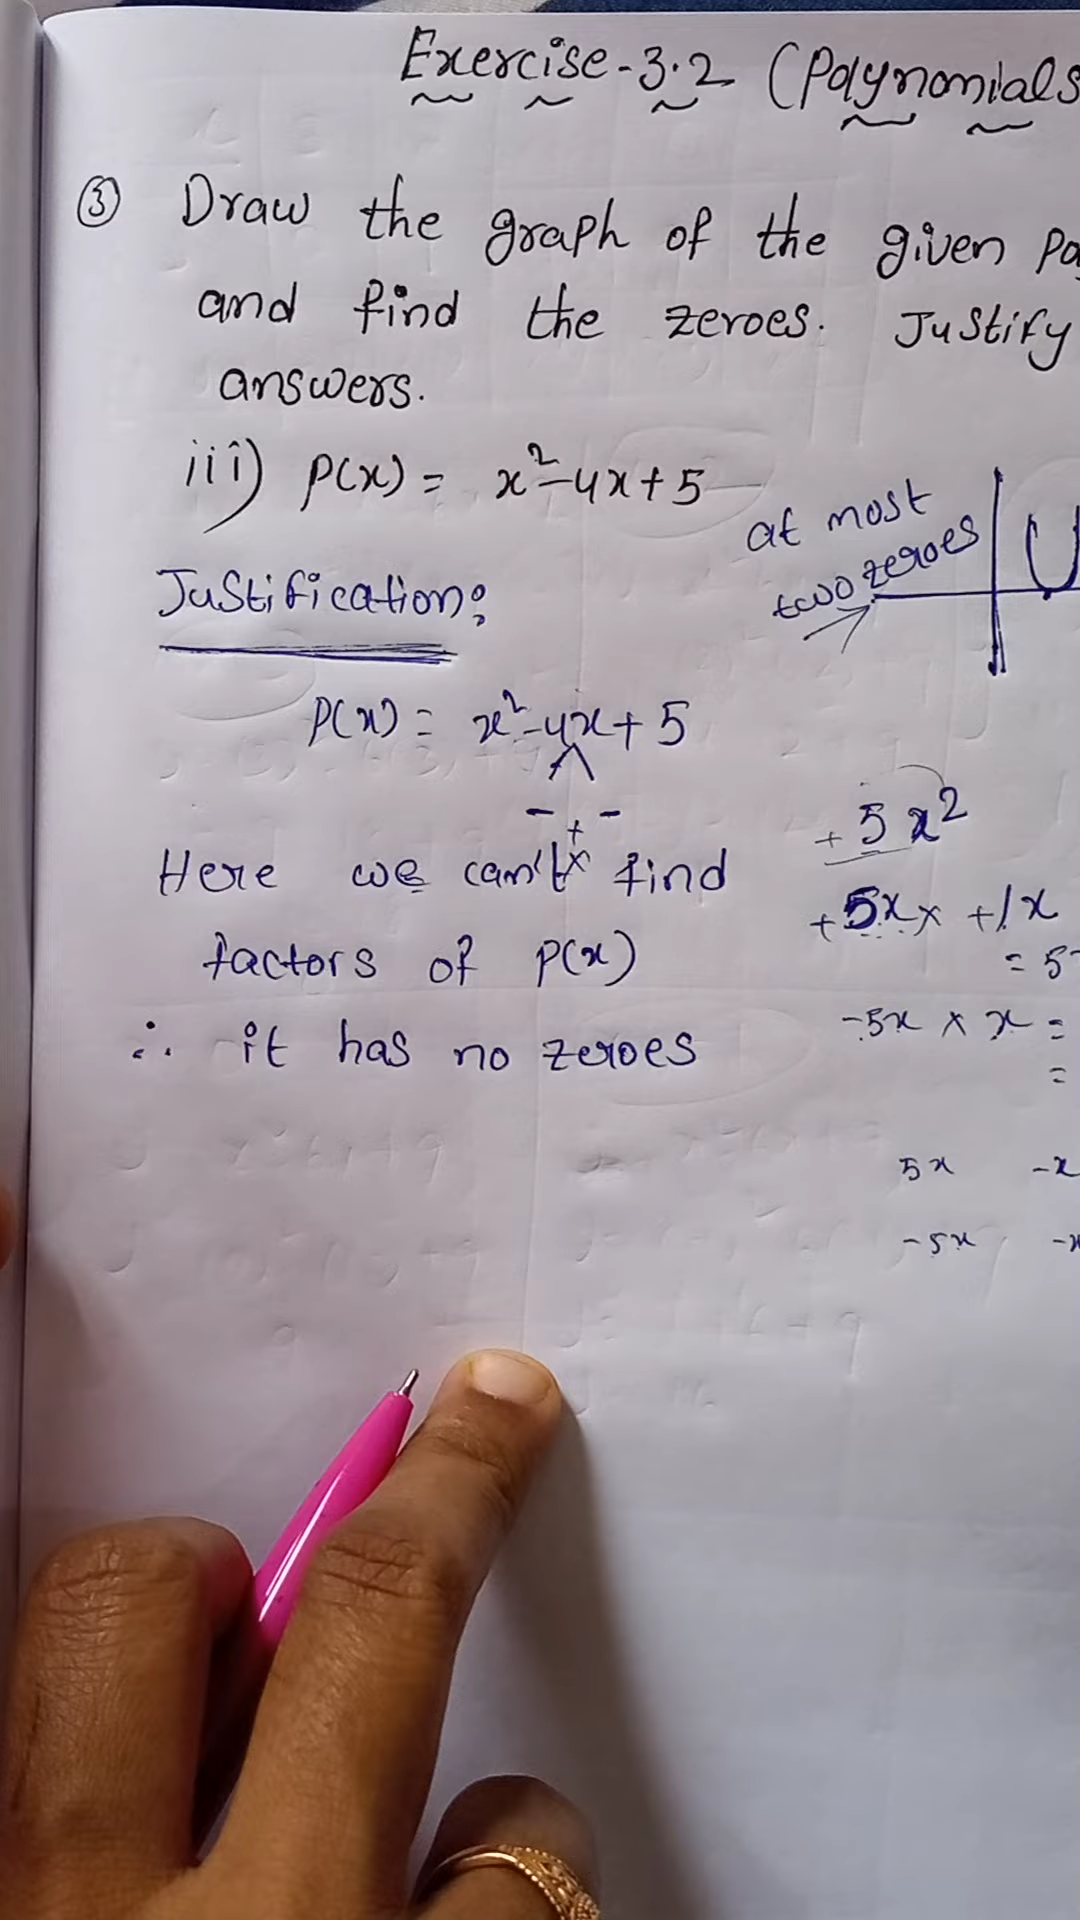 Exercise-3.2 (Polynomials
③ Draw the graph of the given Po
and find the zeroes. Justify
answers.
iii) P(x) = x²-4x+5
at most
two zeroes
Justification:
P(x) = x²-4x+5
- + -
x
+5x²
Here we can't find
+5x x +1x
factors of P(x)
= 5
∴ it has no zeroes
-5x x x =
=
5x -x
-5x -x